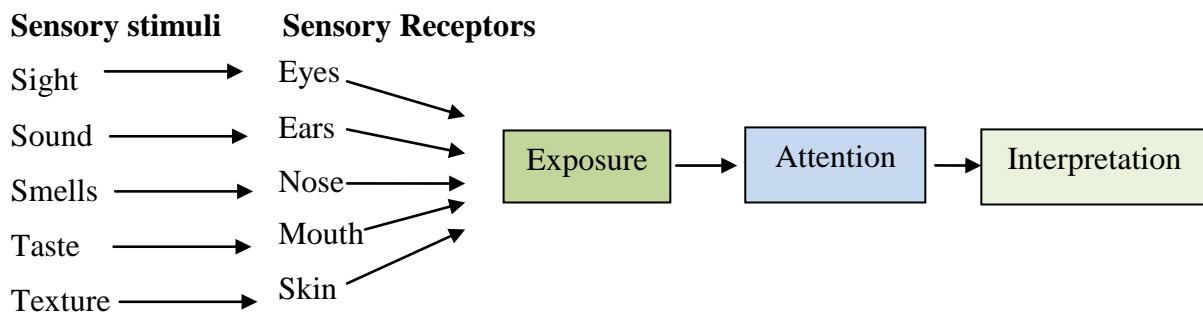 Sensory stimuli Sensory Receptors
Sight Eyes
Sound Ears
Smells Nose
Taste Mouth
Texture Skin
Exposure Attention Interpretation